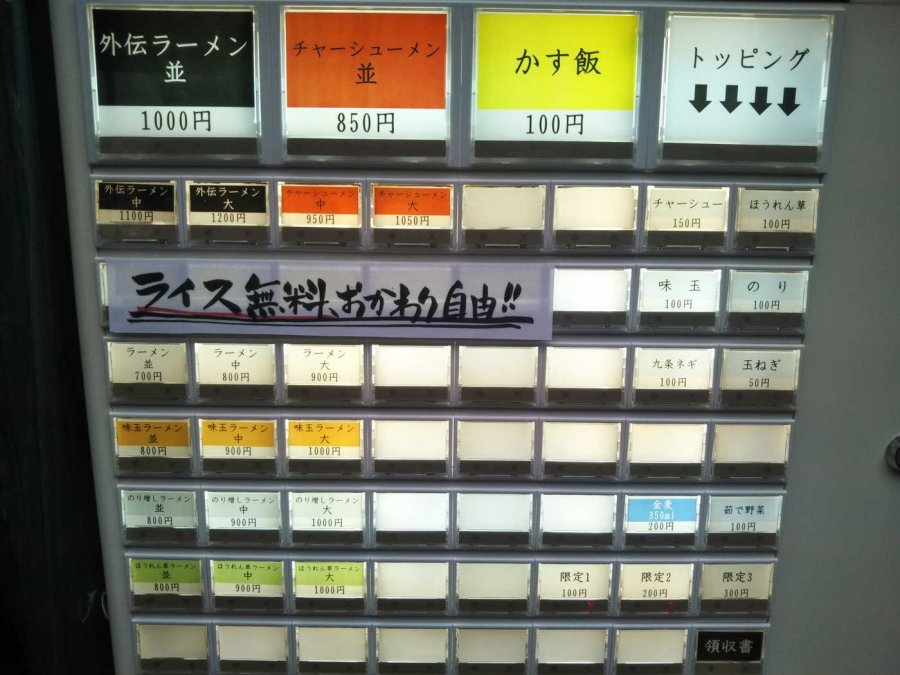 外伝ラーメン
並
1000円
チャーシューメン
並
850円
かす飯
100円
トッピング
↓↓↓↓
外伝ラーメン
中
1100円
外伝ラーメン
大
1200円
チャーシューメン
中
950円
チャーシューメン
大
1050円
チャーシュー
150円
ほうれん草
100円
ライス無料、おかわり自由!!
味玉
100円
のり
100円
ラーメン
並
700円
ラーメン
中
800円
ラーメン
大
900円
九条ネギ
100円
玉ねぎ
50円
味玉ラーメン
並
800円
味玉ラーメン
中
900円
味玉ラーメン
大
1000円
のり増しラーメン
並
800円
のり増しラーメン
中
900円
のり増しラーメン
大
1000円
金麦
350ml
200円
茹で野菜
100円
ほうれん草ラーメン
並
800円
ほうれん草ラーメン
中
900円
ほうれん草ラーメン
大
1000円
限定1
100円
限定2
200円
限定3
300円
領収書